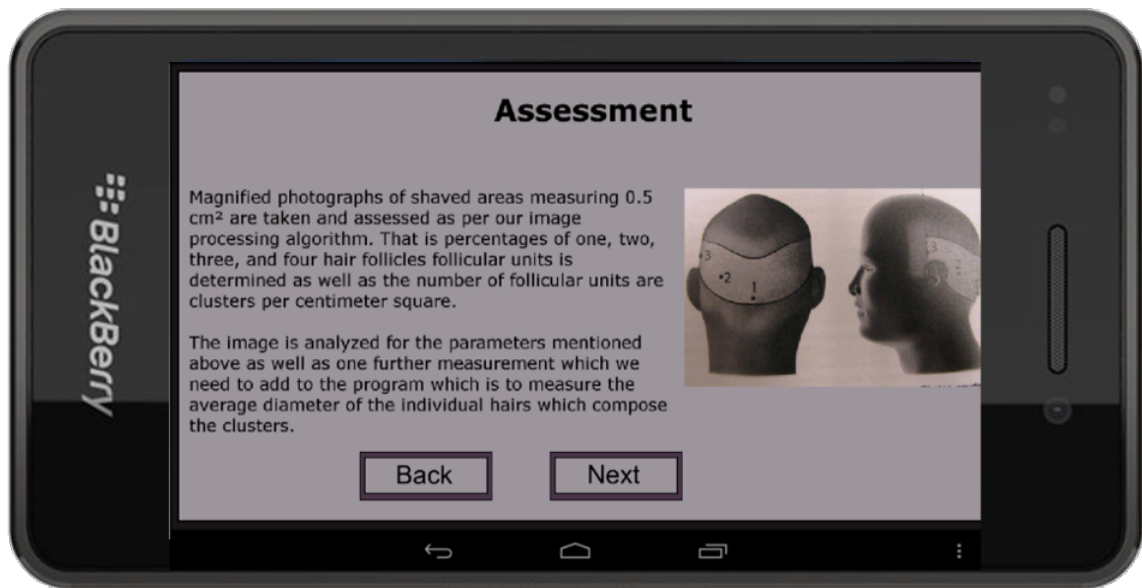 BlackBerry
Assessment
Magnified photographs of shaved areas measuring 0.5
cm² are taken and assessed as per our image
processing algorithm. That is percentages of one, two,
three, and four hair follicles follicular units is
determined as well as the number of follicular units are
clusters per centimeter square.
The image is analyzed for the parameters mentioned
above as well as one further measurement which we
need to add to the program which is to measure the
average diameter of the individual hairs which compose
the clusters.
3
2
1
3
2
1
Back
Next